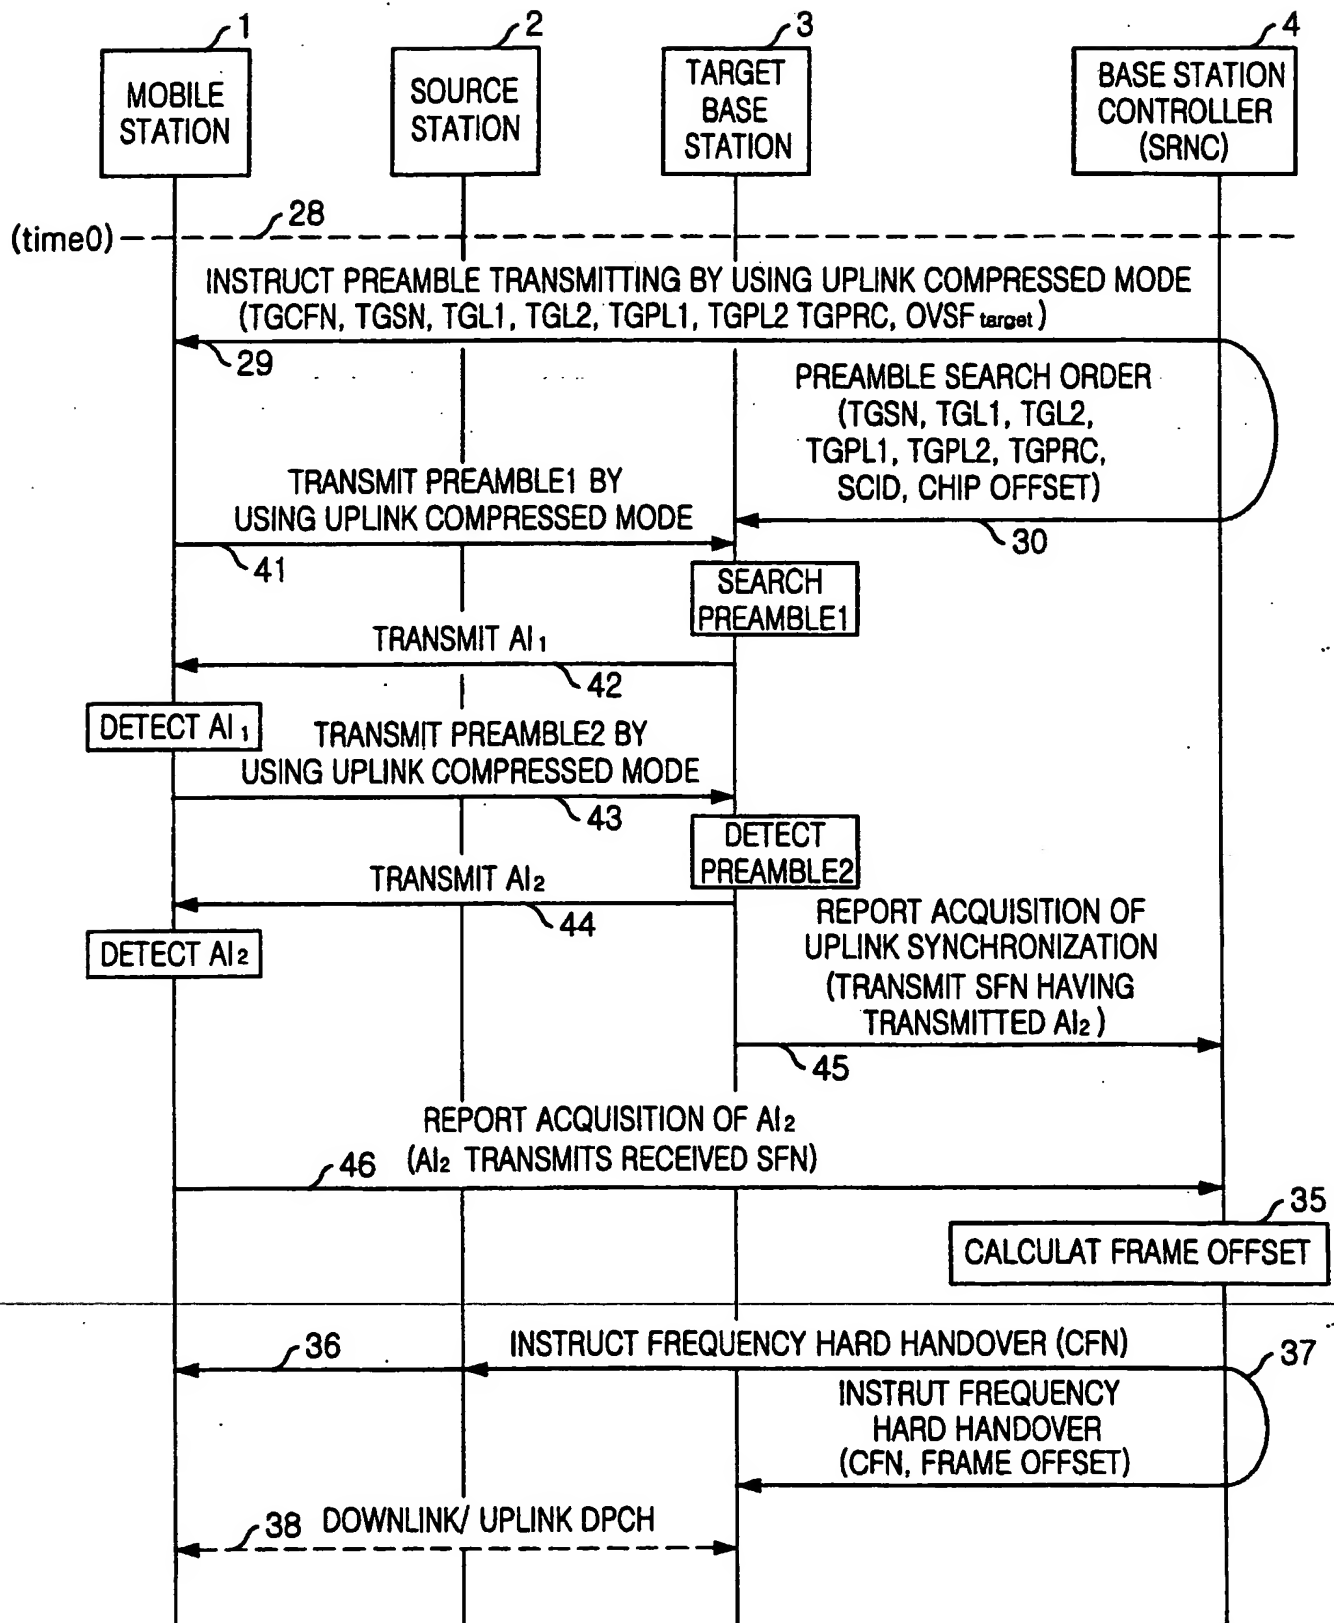 1
2
3
4
MOBILE
STATION
SOURCE
STATION
TARGET
BASE
STATION
BASE STATION
CONTROLLER
(SRNC)
28
(time0)
INSTRUCT PREAMBLE TRANSMITTING BY USING UPLINK COMPRESSED MODE
(TGCFN, TGSN, TGL1, TGL2, TGPL1, TGPL2 TGPRC, OVSF target)
29
PREAMBLE SEARCH ORDER
(TGSN, TGL1, TGL2,
TGPL1, TGPL2, TGPRC,
SCID, CHIP OFFSET)
30
TRANSMIT PREAMBLE1 BY
USING UPLINK COMPRESSED MODE
41
SEARCH
PREAMBLE1
TRANSMIT AI1
42
DETECT AI1
TRANSMIT PREAMBLE2 BY
USING UPLINK COMPRESSED MODE
43
DETECT
PREAMBLE2
TRANSMIT AI2
44
DETECT AI2
REPORT ACQUISITION OF
UPLINK SYNCHRONIZATION
(TRANSMIT SFN HAVING
TRANSMITTED AI2)
45
REPORT ACQUISITION OF AI2
(AI2 TRANSMITS RECEIVED SFN)
46
35
CALCULAT FRAME OFFSET
INSTRUCT FREQUENCY HARD HANDOVER (CFN)
36
37
INSTRUT FREQUENCY
HARD HANDOVER
(CFN, FRAME OFFSET)
38
DOWNLINK/ UPLINK DPCH